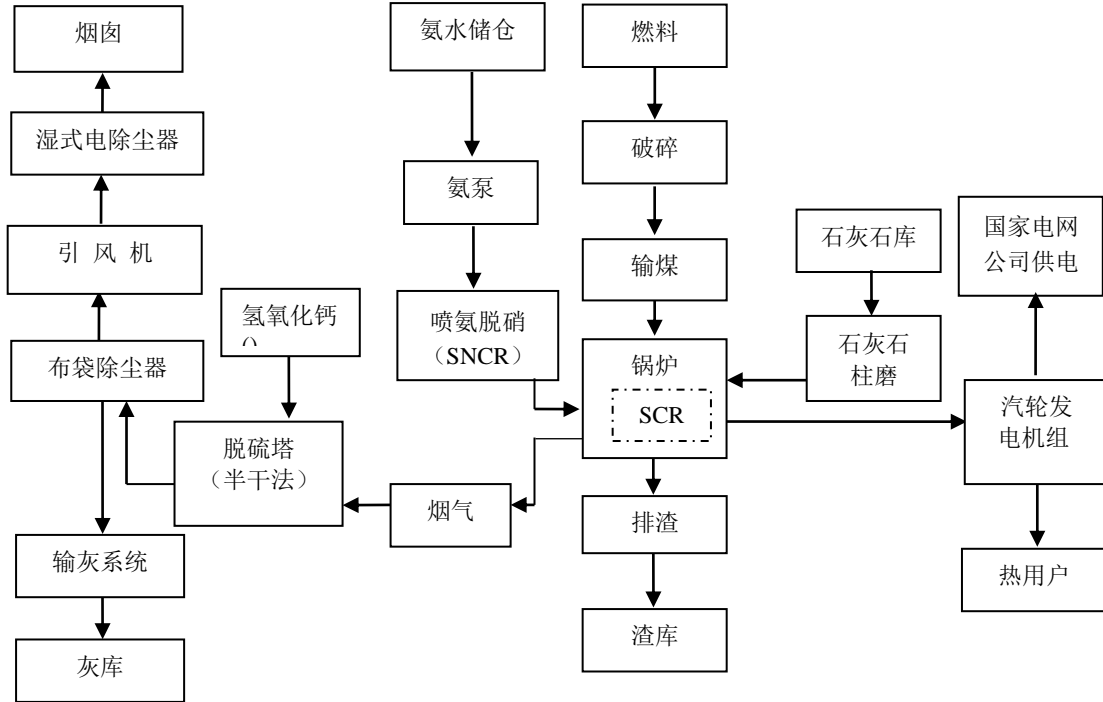 烟囱
氨水储仓
燃料
湿式电除尘器
破碎
氨泵
引 风 机
石灰石库
国家电网
公司供电
输煤
氢氧化钙
喷氨脱硝
（SNCR）
布袋除尘器
锅炉
SCR
石灰石
柱磨
汽轮发
电机组
脱硫塔
（半干法）
烟气
排渣
输灰系统
热用户
渣库
灰库